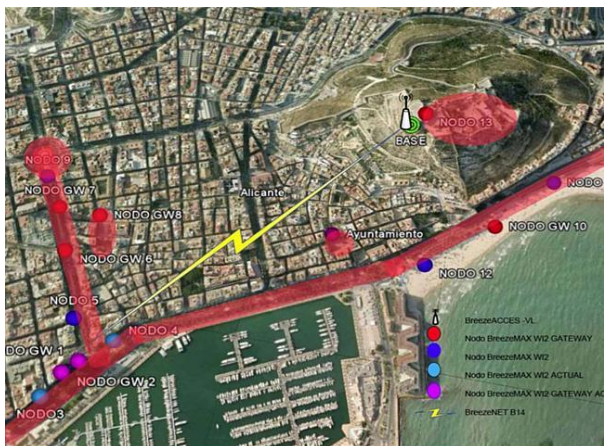 NODO 13
BASE
NODO 9
NODO GW 7
Alicante
NODO
NODO GW8
Ayuntamiento
NODO GW 10
NODO GW 6
NODO 12
NODO 5
NODO 4
NODO GW 2
DO GW 1
NODO3
BreezeACCES -VL
Nodo BreezeMAX WI2 GATEWAY
Nodo BreezeMAX WI2
Nodo BreezeMAX WI2 ACTUAL
Nodo BreezeMAX WI2 GATEWAY AC
BreezeNET B14